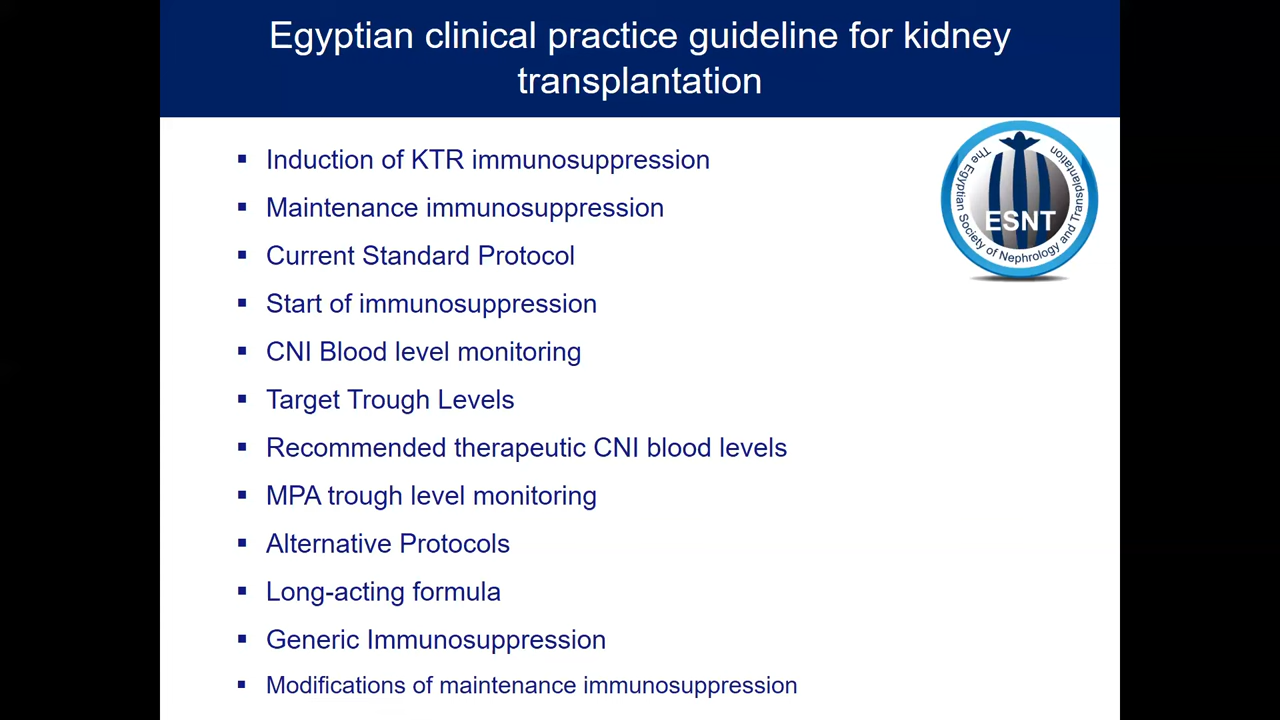 Egyptian clinical practice guideline for kidney
transplantation
▪ Induction of KTR immunosuppression
▪ Maintenance immunosuppression
▪ Current Standard Protocol
▪ Start of immunosuppression
▪ CNI Blood level monitoring
▪ Target Trough Levels
▪ Recommended therapeutic CNI blood levels
▪ MPA trough level monitoring
▪ Alternative Protocols
▪ Long-acting formula
▪ Generic Immunosuppression
▪ Modifications of maintenance immunosuppression
The Egyptian Society of Nephrology and Transplantation
ESNT